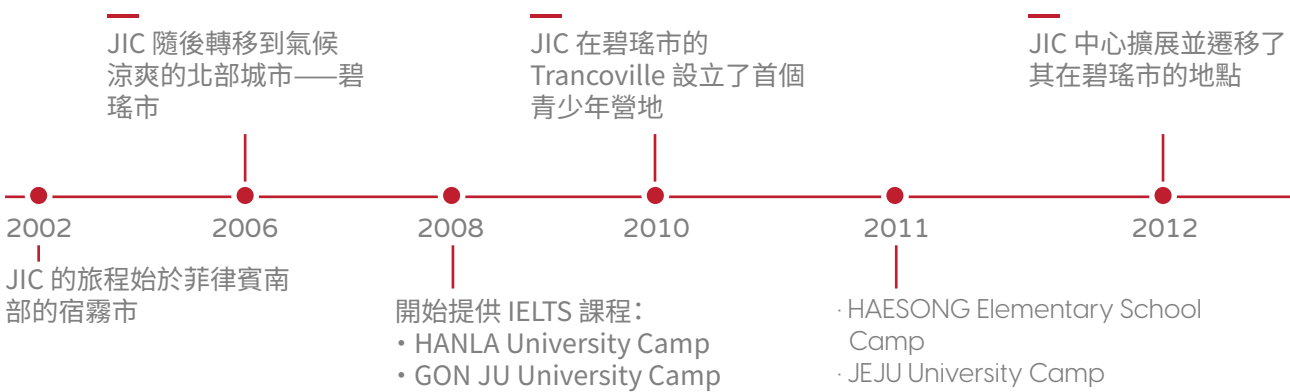 JIC 隨後轉移到氣候
涼爽的北部城市——碧
瑤市
JIC 在碧瑤市的
Trancoville 設立了首個
青少年營地
JIC 中心擴展並遷移了
其在碧瑤市的地點
2002
2006
2008
2010
2011
2012
JIC 的旅程始於菲律賓南
部的宿霧市
開始提供 IELTS 課程：
• HANLA University Camp
• GON JU University Camp
· HAESONG Elementary School
Camp
· JEJU University Camp